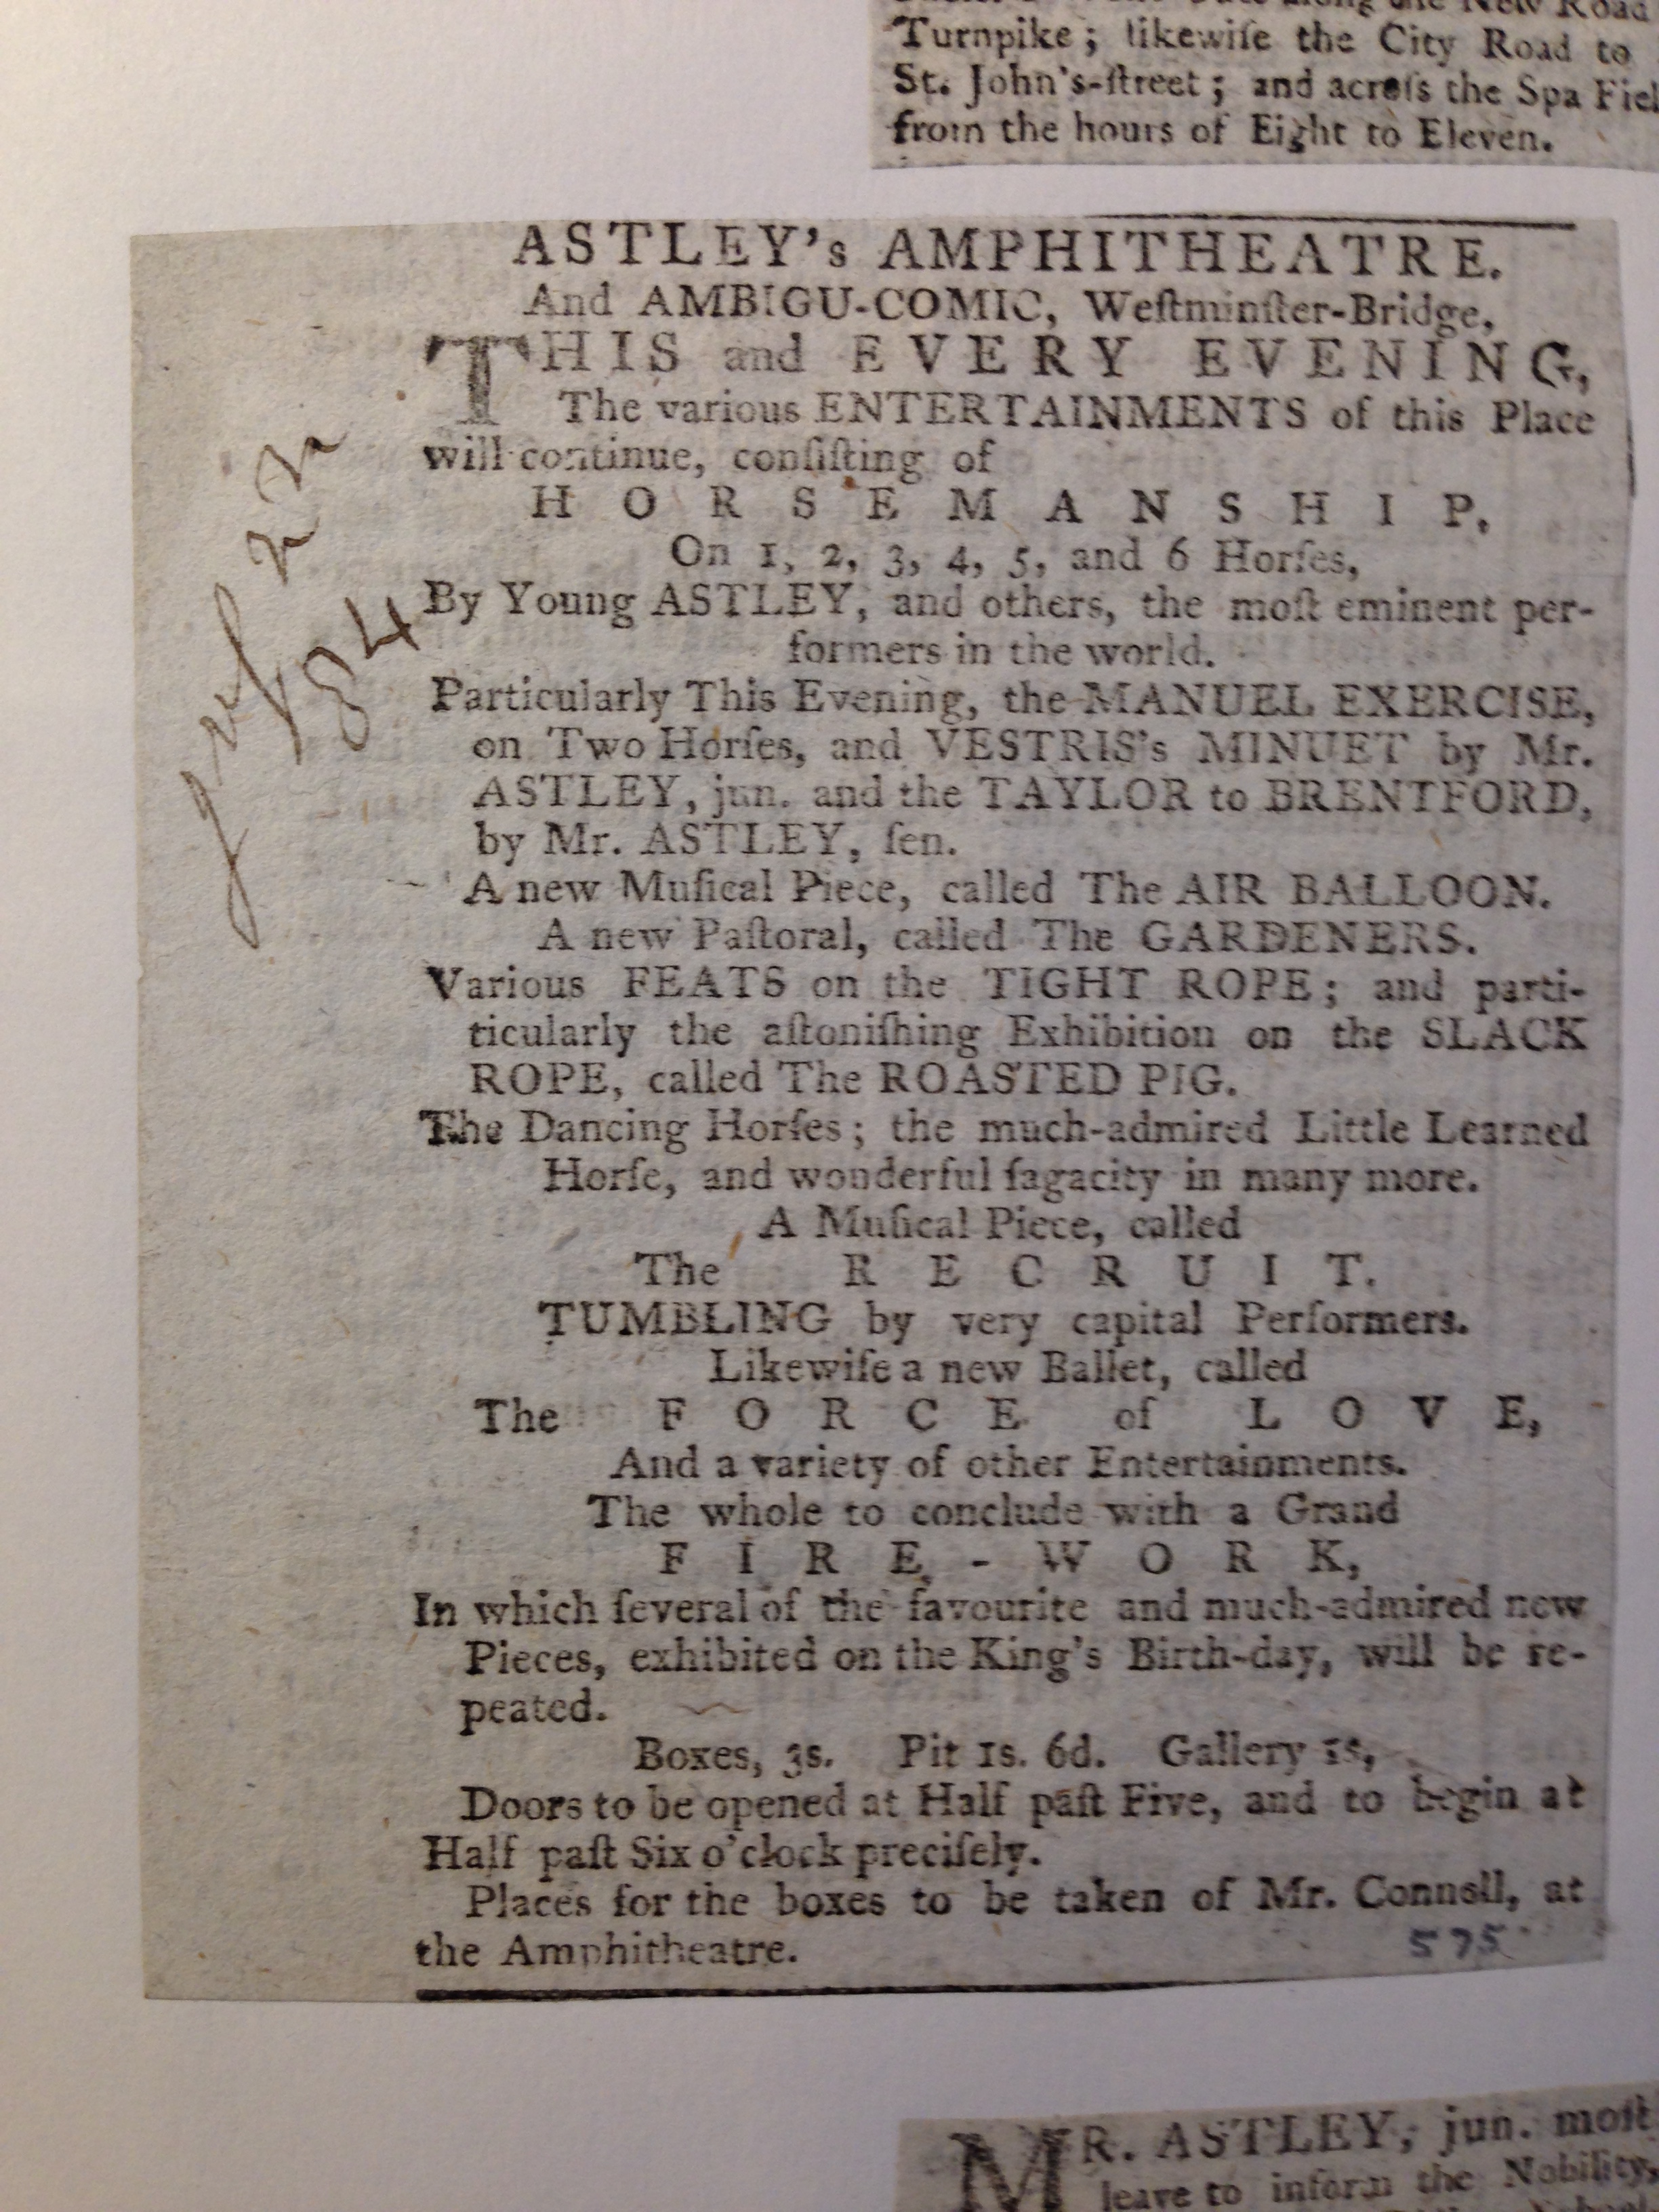 along the New Road
Turnpike; likewiſe the City Road to
St. John's-ſtreet; and acroſs the Spa Fiel
from the hours of Eight to Eleven.
ASTLEY's AMPHITHEATRE.
And AMBIGU-COMIC, Weſtminſter-Bridge,
THIS and EVERY EVENING,
The various ENTERTAINMENTS of this Place
will continue, conſiſting of
HORSEMANSHIP,
On 1, 2, 3, 4, 5, and 6 Horſes,
By Young ASTLEY, and others, the moſt eminent per-
formers in the world.
Particularly This Evening, the MANUEL EXERCISE,
on Two Horſes, and VESTRIS's MINUET by Mr.
ASTLEY, jun. and the TAYLOR to BRENTFORD,
by Mr. ASTLEY, ſen.
A new Muſical Piece, called The AIR BALLOON.
A new Paſtoral, called The GARDENERS.
Various FEATS on the TIGHT ROPE; and parti-
ticularly the aſtoniſhing Exhibition on the SLACK
ROPE, called The ROASTED PIG.
The Dancing Horſes; the much-admired Little Learned
Horſe, and wonderful ſagacity in many more.
A Muſical Piece, called
The RECRUIT.
TUMBLING by very capital Performers.
Likewiſe a new Ballet, called
The FORCE of LOVE,
And a variety of other Entertainments.
The whole to conclude with a Grand
FIRE-WORK,
In which ſeveral of the favourite and much-admired new
Pieces, exhibited on the King's Birth-day, will be re-
peated.
Boxes, 3s. Pit 1s. 6d. Gallery 1s,
Doors to be opened at Half paſt Five, and to begin at
Half paſt Six o'clock preciſely.
Places for the boxes to be taken of Mr. Connell, at
the Amphitheatre.
575
22
84
MR. ASTLEY, jun. moſt
leave to inform the Nobility,